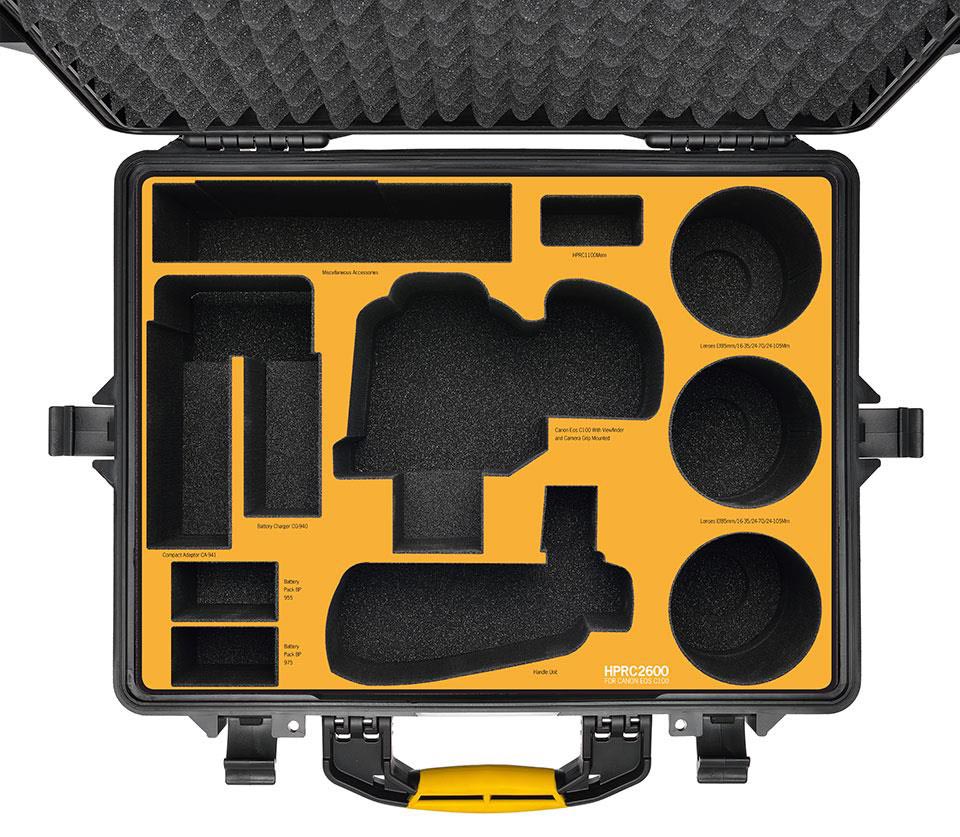 Miscellaneous Accessories
HPRC1100Mem
Lenses Ef85mm/16-35/24-70/24-105Mm
Canon Eos C100 With Viewfinder
and Camera Grip Mounted
Lenses Ef85mm/16-35/24-70/24-105Mm
Battery Charger CG-940
Compact Adaptor CA-941
Battery
Pack BP
955
Battery
Pack BP
975
Handle Unit
HPRC2600
FOR CANON EOS C100